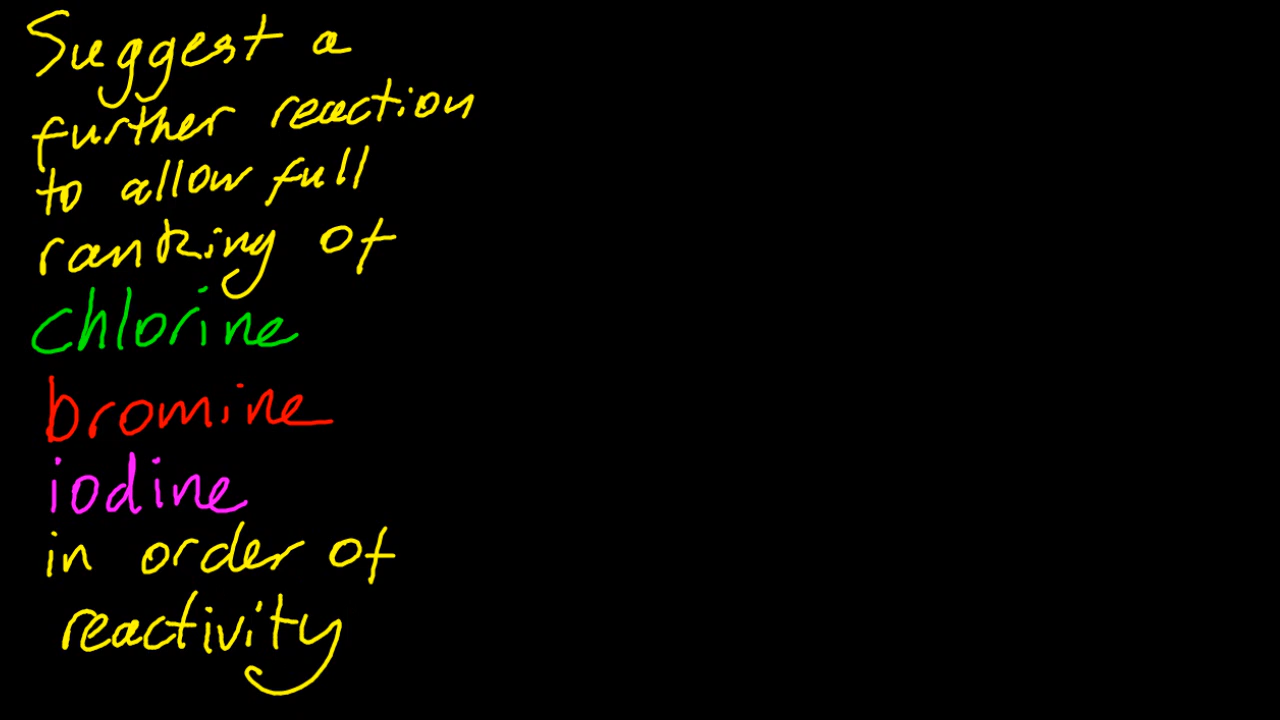 Suggest a
further reaction
to allow full
ranking of
chlorine
bromine
iodine
in order of
reactivity